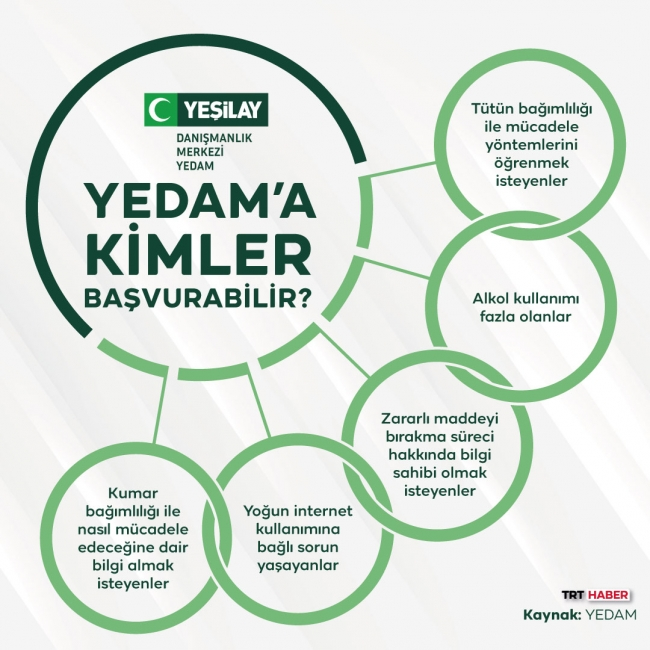 YEŞİLAY
DANIŞMANLIK
MERKEZİ
YEDAM
YEDAM'A
KİMLER
BAŞVURABİLİR?
Tütün bağımlılığı
ile mücadele
yöntemlerini
öğrenmek
isteyenler
Alkol kullanımı
fazla olanlar
Zararlı maddeyi
bırakma süreci
hakkında bilgi
sahibi olmak
isteyenler
Yoğun internet
kullanımına
bağlı sorun
yaşayanlar
Kumar
bağımlılığı ile
nasıl mücadele
edeceğine dair
bilgi almak
isteyenler
TRT HABER
Kaynak: YEDAM